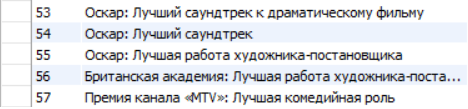 53 Оскар: Лучший саундтрек к драматическому фильму
54 Оскар: Лучший саундтрек
55 Оскар: Лучшая работа художника-постановщика
56 Британская академия: Лучшая работа художника-поста...
57 Премия канала «MTV»: Лучшая комедийная роль